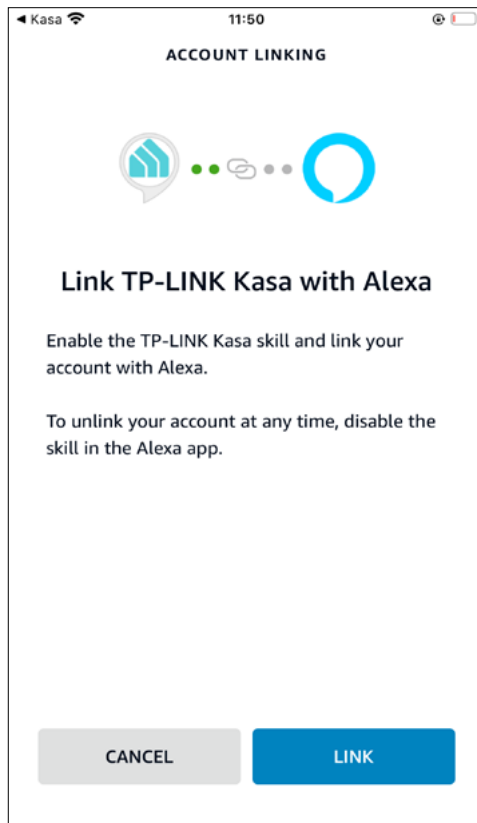 ◀ Kasa 11:50
ACCOUNT LINKING
Link TP-LINK Kasa with Alexa
Enable the TP-LINK Kasa skill and link your
account with Alexa.
To unlink your account at any time, disable the
skill in the Alexa app.
CANCEL LINK